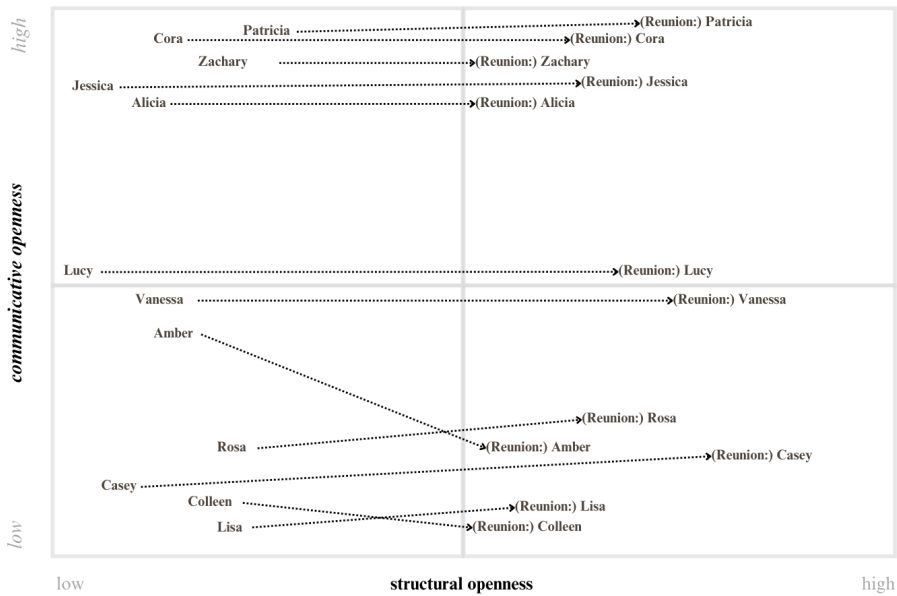 high
Patricia
(Reunion:) Patricia
Cora
(Reunion:) Cora
Zachary
(Reunion:) Zachary
Jessica
(Reunion:) Jessica
Alicia
(Reunion:) Alicia
communicative openness
Lucy
(Reunion:) Lucy
Vanessa
(Reunion:) Vanessa
Amber
(Reunion:) Rosa
Rosa
(Reunion:) Amber
(Reunion:) Casey
Casey
Colleen
(Reunion:) Lisa
Lisa
(Reunion:) Colleen
low
low
structural openness
high